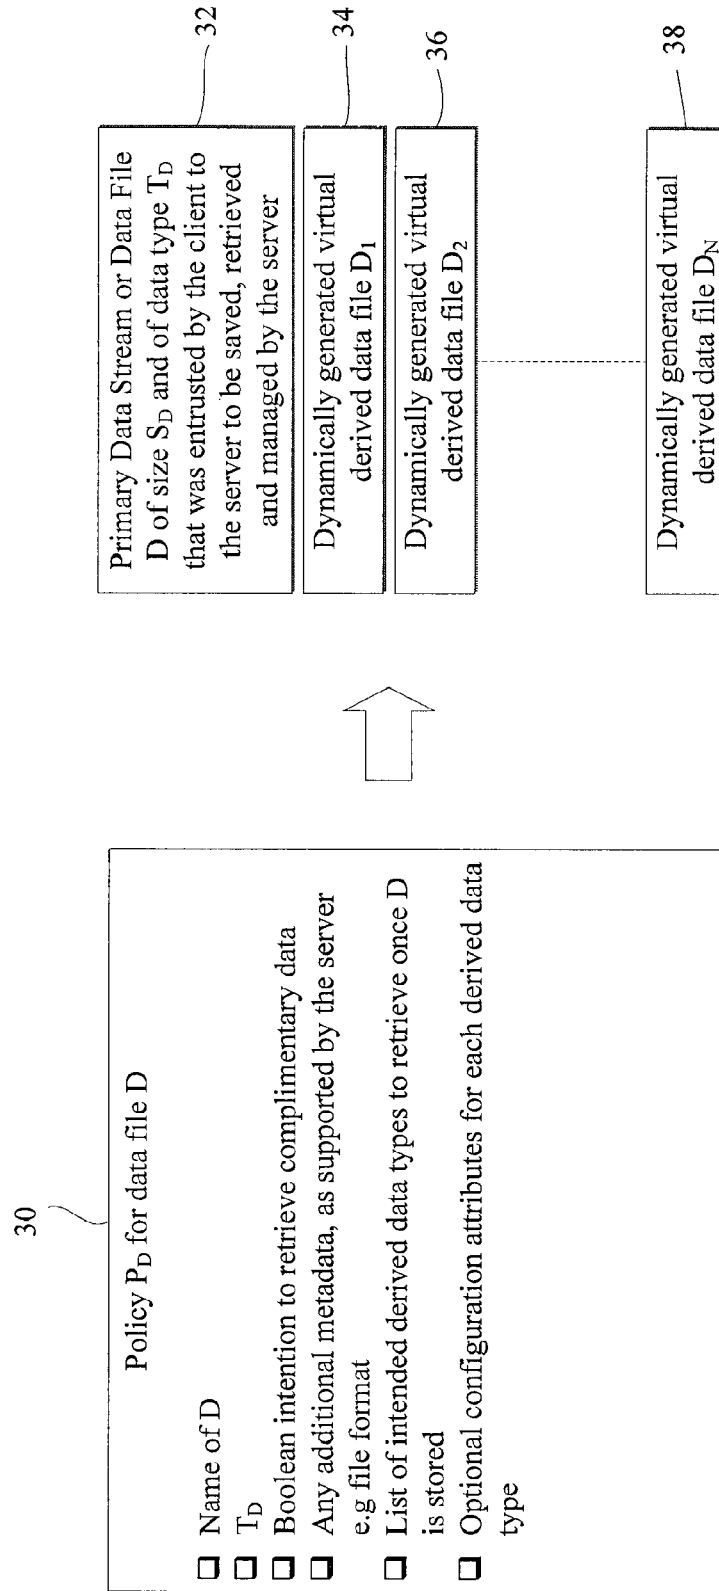 30
Policy P_D for data file D
❑ Name of D
❑ T_D
❑ Boolean intention to retrieve complimentary data
❑ Any additional metadata, as supported by the server
e.g file format
❑ List of intended derived data types to retrieve once D
is stored
❑ Optional configuration attributes for each derived data
type
32
Primary Data Stream or Data File
D of size S_D and of data type T_D
that was entrusted by the client to
the server to be saved, retrieved
and managed by the server
34
Dynamically generated virtual
derived data file D_1
36
Dynamically generated virtual
derived data file D_2
38
Dynamically generated virtual
derived data file D_N